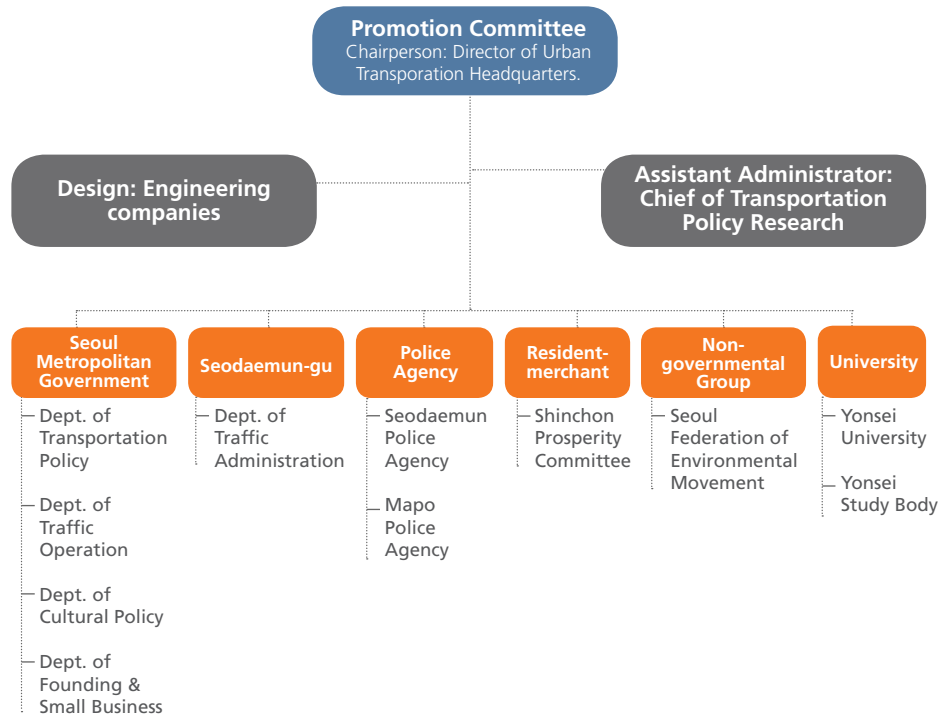 Promotion Committee
Chairperson: Director of Urban
Transporation Headquarters.
Design: Engineering
companies
Assistant Administrator:
Chief of Transportation
Policy Research
Seoul
Metropolitan
Government
Dept. of
Transportation
Policy
Dept. of
Traffic
Operation
Dept. of
Cultural Policy
Dept. of
Founding &
Small Business
Seodaemun-gu
Dept. of
Traffic
Administration
Police
Agency
Seodaemun
Police
Agency
Mapo
Police
Agency
Resident-
merchant
Shinchon
Prosperity
Committee
Non-
governmental
Group
Seoul
Federation of
Environmental
Movement
University
Yonsei
University
Yonsei
Study Body